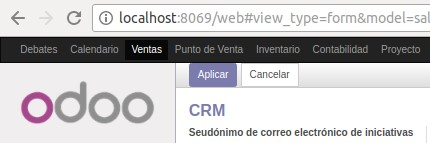 localhost:8069/web#view_type=form&model=sal
Debates Calendario Ventas Punto de Venta Inventario Contabilidad Proyecto
odoo
Aplicar Cancelar
CRM
Seudónimo de correo electrónico de iniciativas